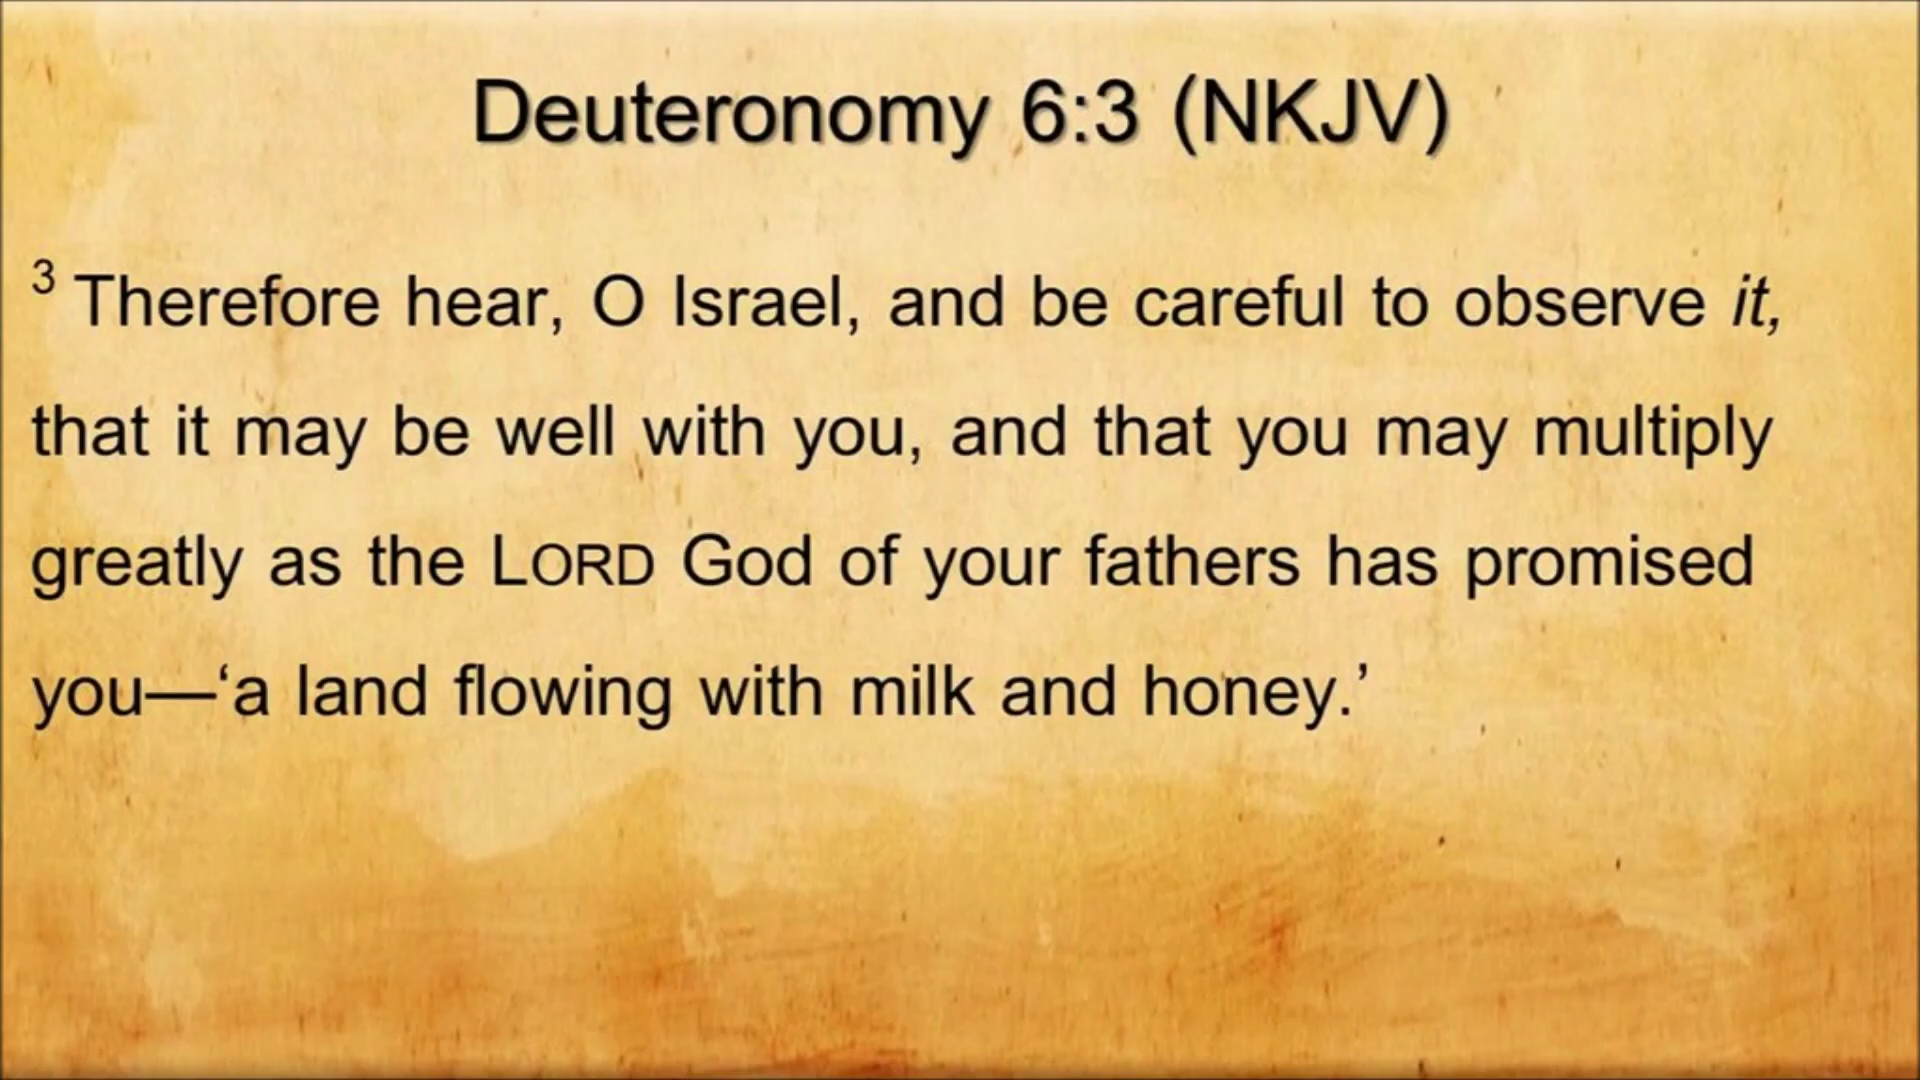 Deuteronomy 6:3 (NKJV)
3 Therefore hear, O Israel, and be careful to observe it,
that it may be well with you, and that you may multiply
greatly as the LORD God of your fathers has promised
you—‘a land flowing with milk and honey.’